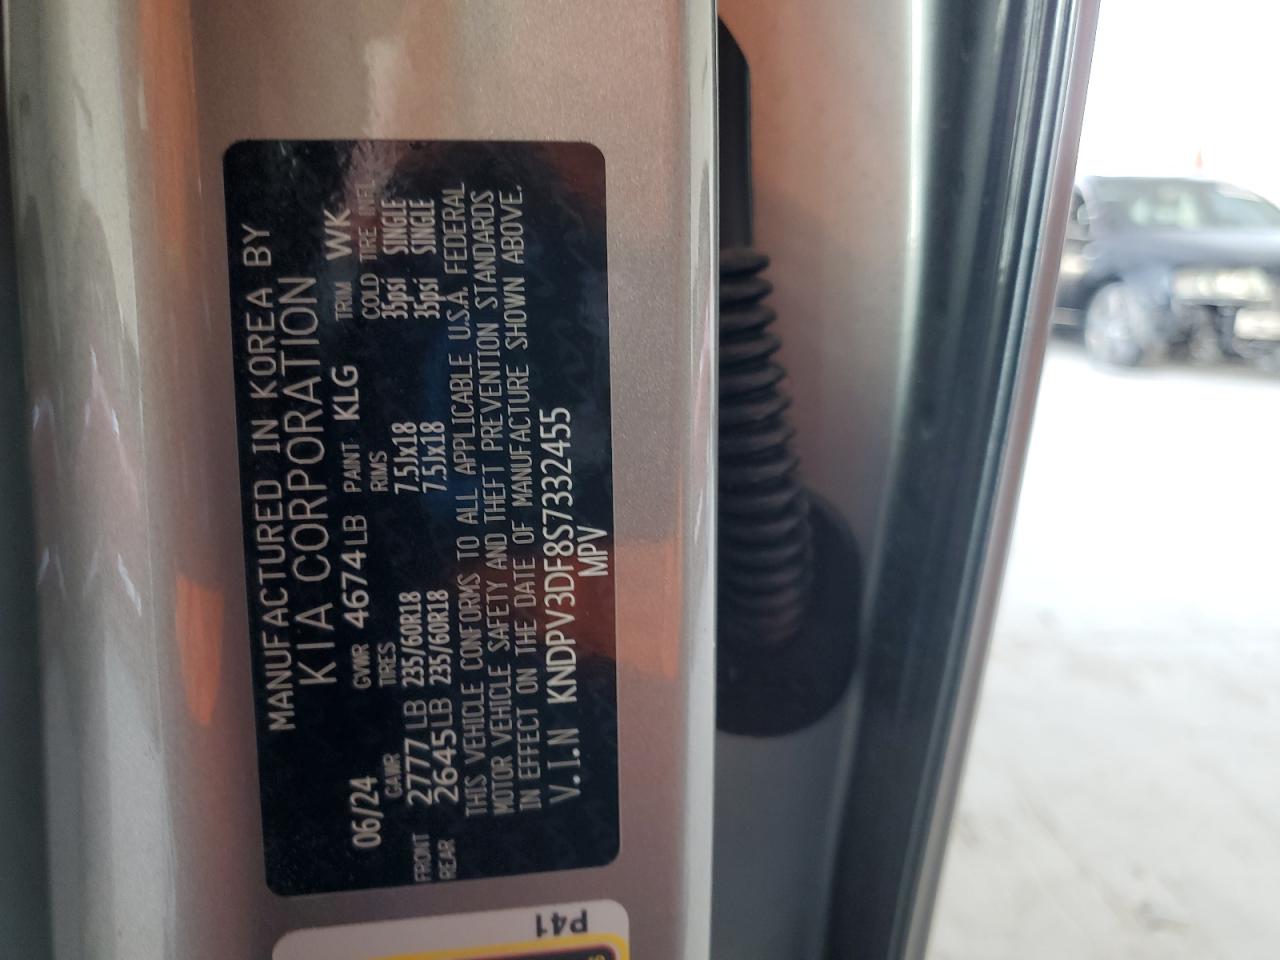 MANUFACTURED IN KOREA BY
KIA CORPORATION
06/24 GVWR 4674LB PAINT KLG TRIM WK
GAWR TIRES RIMS COLD TIRE INFL.
FRONT 2777LB 235/60R18 7.5Jx18 35psi SINGLE
REAR 2645LB 235/60R18 7.5Jx18 35psi SINGLE
THIS VEHICLE CONFORMS TO ALL APPLICABLE U.S.A. FEDERAL
MOTOR VEHICLE SAFETY AND THEFT PREVENTION STANDARDS
IN EFFECT ON THE DATE OF MANUFACTURE SHOWN ABOVE.
V.I.N KNDPV3DF8S7332455
MPV
P41